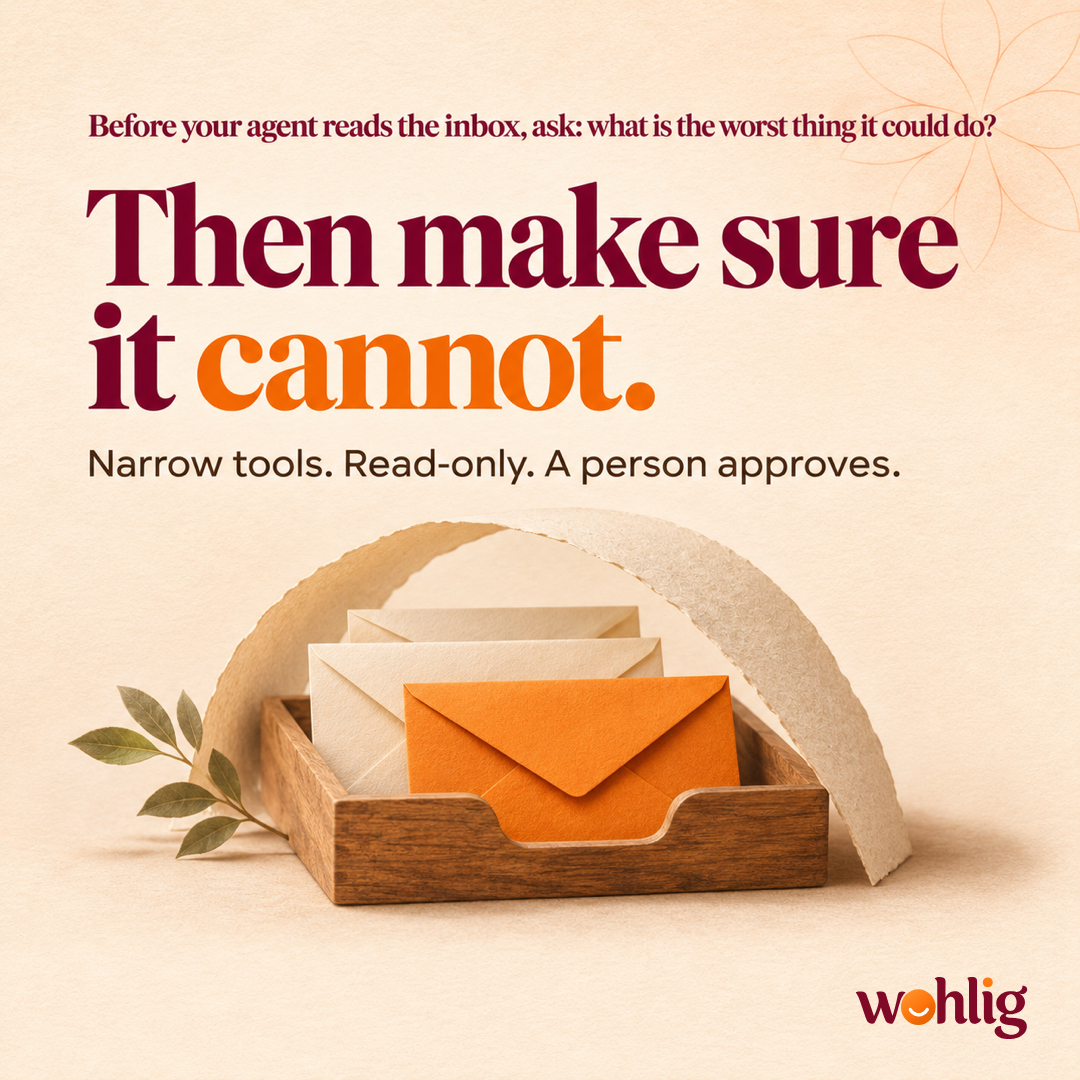 Before your agent reads the inbox, ask: what is the worst thing it could do?
Then make sure
it cannot.
Narrow tools. Read-only. A person approves.
wohlig